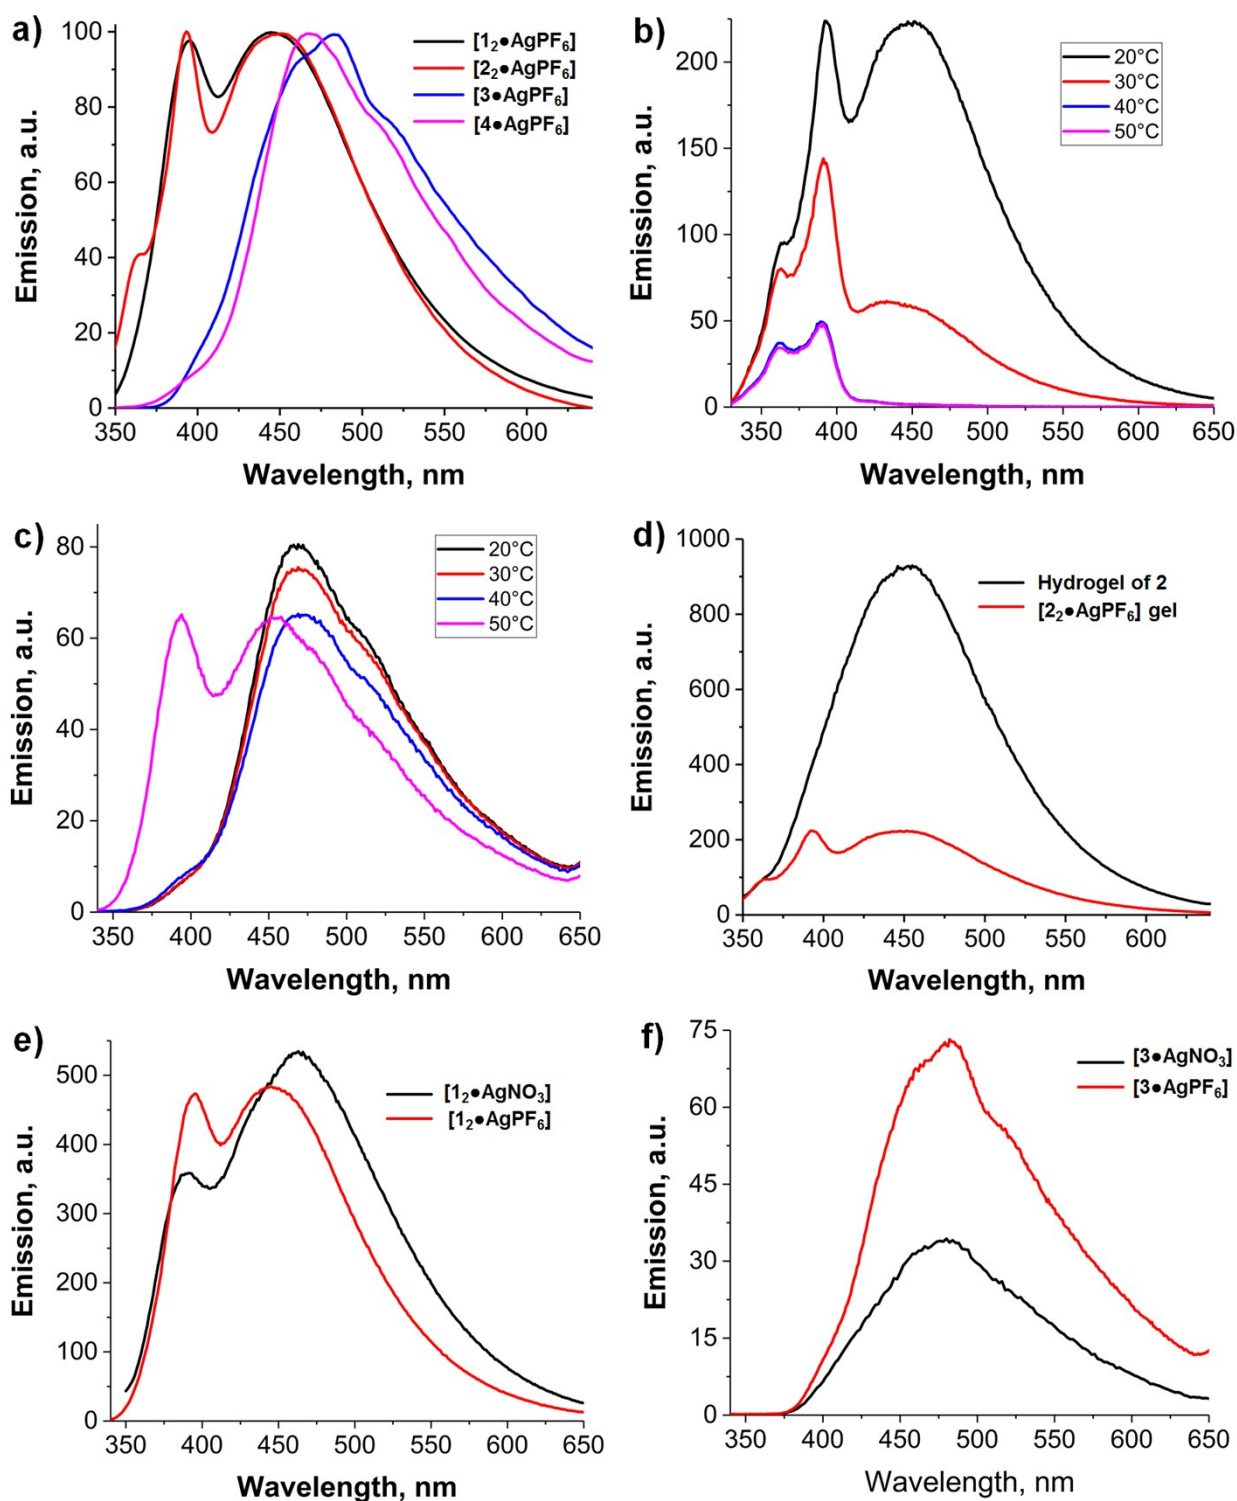 a)
Emission, a.u.
100
80
60
40
20
0
[1₂●AgPF₆]
[2₂●AgPF₆]
[3●AgPF₆]
[4●AgPF₆]
350 400 450 500 550 600
Wavelength, nm
b)
Emission, a.u.
200
150
100
50
0
20°C
30°C
40°C
50°C
350 400 450 500 550 600 650
Wavelength, nm
c)
Emission, a.u.
80
60
40
20
0
20°C
30°C
40°C
50°C
350 400 450 500 550 600 650
Wavelength, nm
d)
Emission, a.u.
1000
800
600
400
200
0
Hydrogel of 2
[2₂●AgPF₆] gel
350 400 450 500 550 600
Wavelength, nm
e)
Emission, a.u.
500
400
300
200
100
0
[1₂●AgNO₃]
[1₂●AgPF₆]
350 400 450 500 550 600 650
Wavelength, nm
f)
Emission, a.u.
75
60
45
30
15
0
[3●AgNO₃]
[3●AgPF₆]
350 400 450 500 550 600 650
Wavelength, nm